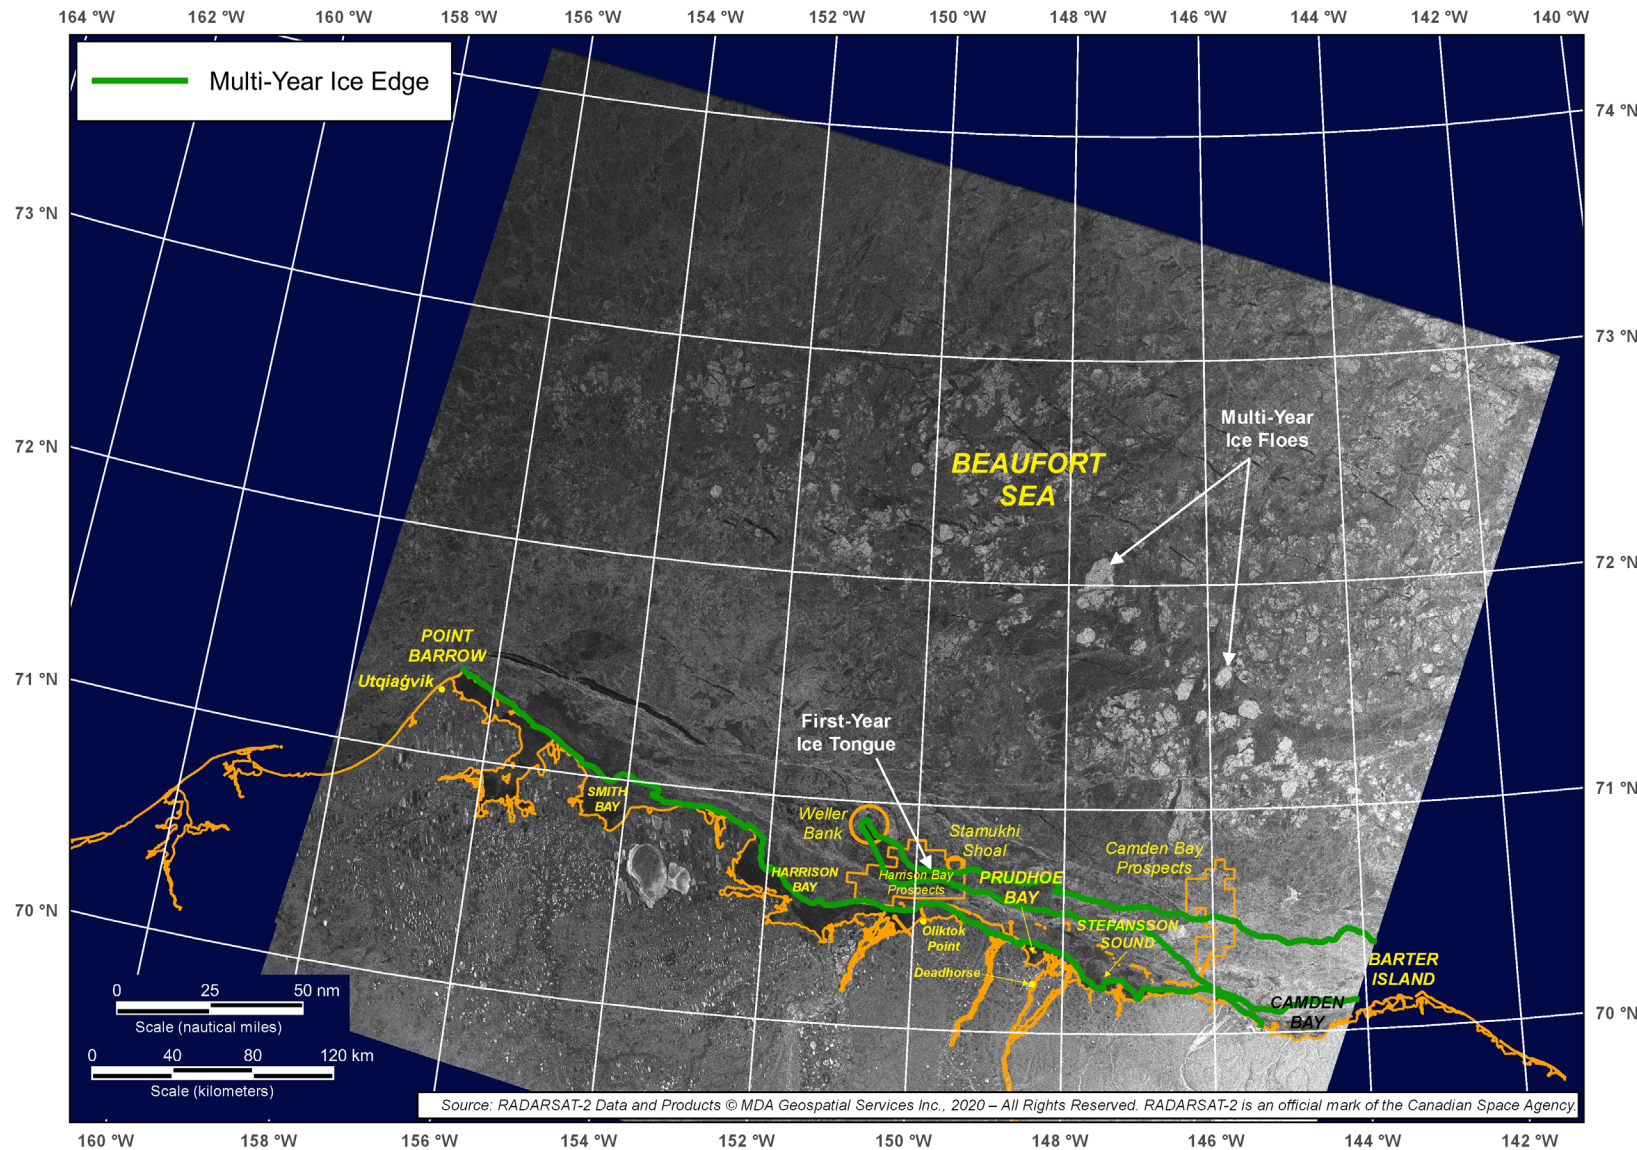 164 °W 162 °W 160 °W 158 °W 156 °W 154 °W 152 °W 150 °W 148 °W 146 °W 144 °W 142 °W 140 °W
Multi-Year Ice Edge
74 °N
73 °N
73 °N
Multi-Year
Ice Floes
72 °N
BEAUFORT
SEA
72 °N
POINT
BARROW
Utqiaġvik
71 °N
First-Year
Ice Tongue
71 °N
SMITH
BAY
Weller
Bank
Stamukhi
Shoal
Camden Bay
Prospects
HARRISON
BAY
Harrison Bay
Prospects
PRUDHOE
BAY
70 °N
Oliktok
Point
STEFANSSON
SOUND
Deadhorse
BARTER
ISLAND
CAMDEN
BAY
70 °N
0 25 50 nm
Scale (nautical miles)
0 40 80 120 km
Scale (kilometers)
Source: RADARSAT-2 Data and Products © MDA Geospatial Services Inc., 2020 – All Rights Reserved. RADARSAT-2 is an official mark of the Canadian Space Agency.
160 °W 158 °W 156 °W 154 °W 152 °W 150 °W 148 °W 146 °W 144 °W 142 °W